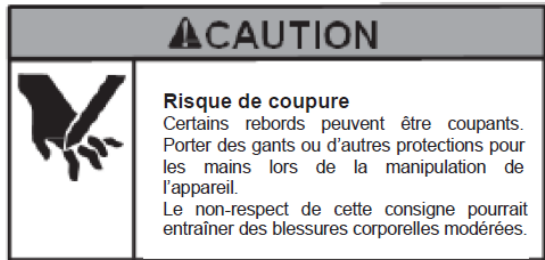 ⚠CAUTION
Risque de coupure
Certains rebords peuvent être coupants.
Porter des gants ou d'autres protections pour
les mains lors de la manipulation de
l'appareil.
Le non-respect de cette consigne pourrait
entraîner des blessures corporelles modérées.